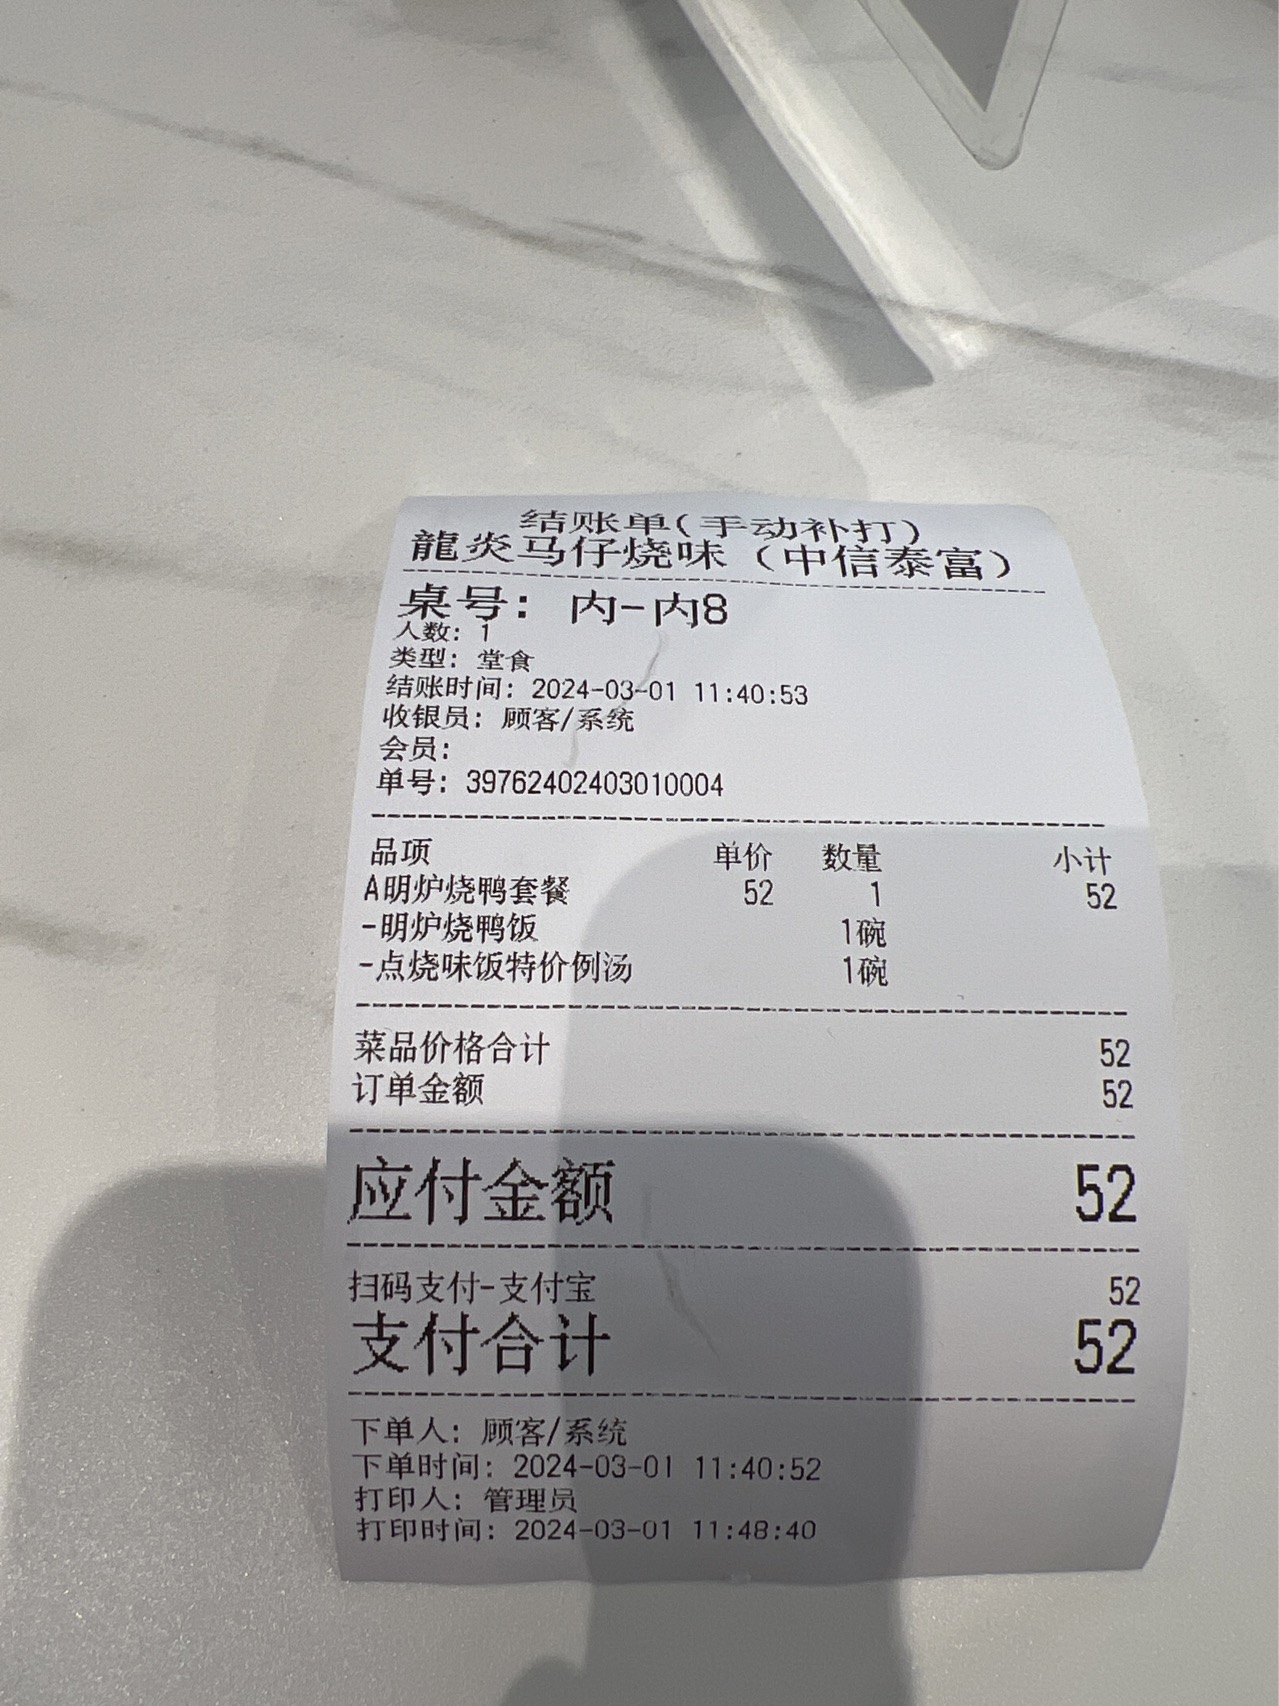 结账单(手动补打)
龍炎马仔烧味（中信泰富）
桌号: 内-内8
人数: 1
类型: 堂食
结账时间: 2024-03-01 11:40:53
收银员: 顾客/系统
会员:
单号: 39762402403010004
品项 单价 数量 小计
A明炉烧鸭套餐 52 1 52
-明炉烧鸭饭 1碗
-点烧味饭特价例汤 1碗
菜品价格合计 52
订单金额 52
应付金额 52
扫码支付-支付宝 52
支付合计 52
下单人: 顾客/系统
下单时间: 2024-03-01 11:40:52
打印人: 管理员
打印时间: 2024-03-01 11:48:40